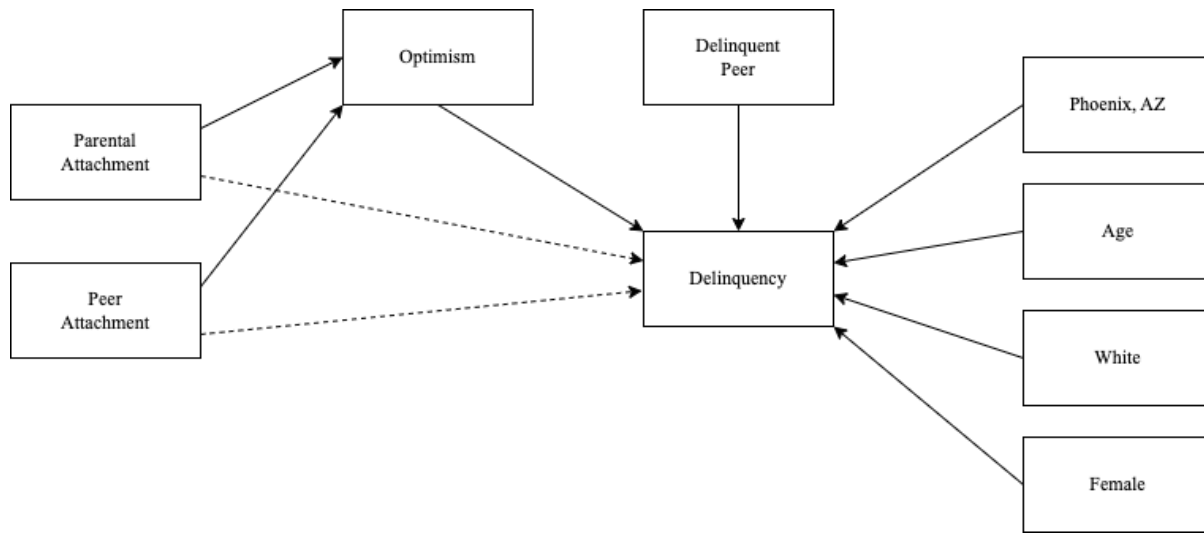 Optimism
Delinquent
Peer
Phoenix, AZ
Parental
Attachment
Age
Peer
Attachment
Delinquency
White
Female